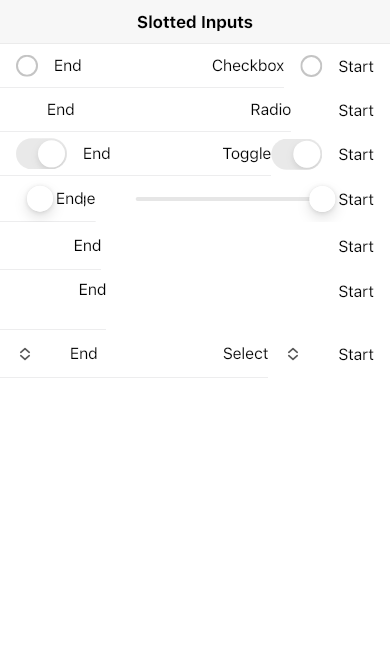 Slotted Inputs
End Checkbox Start
End Radio Start
End Toggle Start
End Start
End Start
End Start
End Select Start